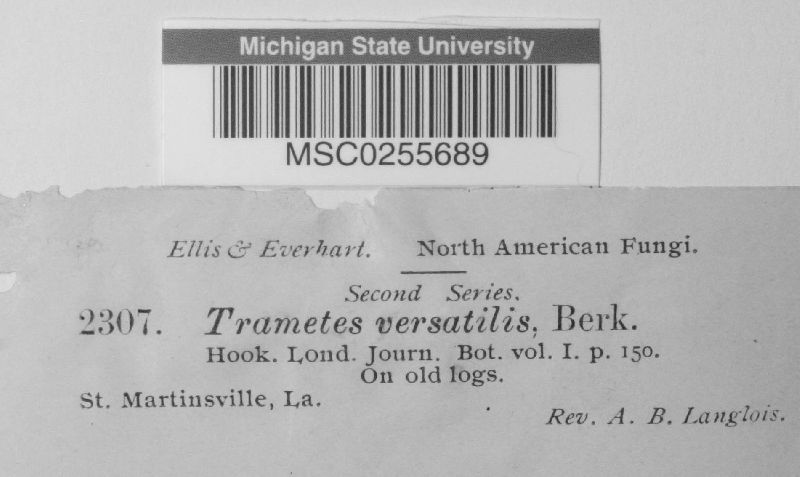 Michigan State University
MSC0255689
Ellis & Everhart. North American Fungi.
Second Series.
2307. Trametes versatilis, Berk.
Hook. Lond. Journ. Bot. vol. I. p. 150.
On old logs.
St. Martinsville, La.
Rev. A. B. Langlois.